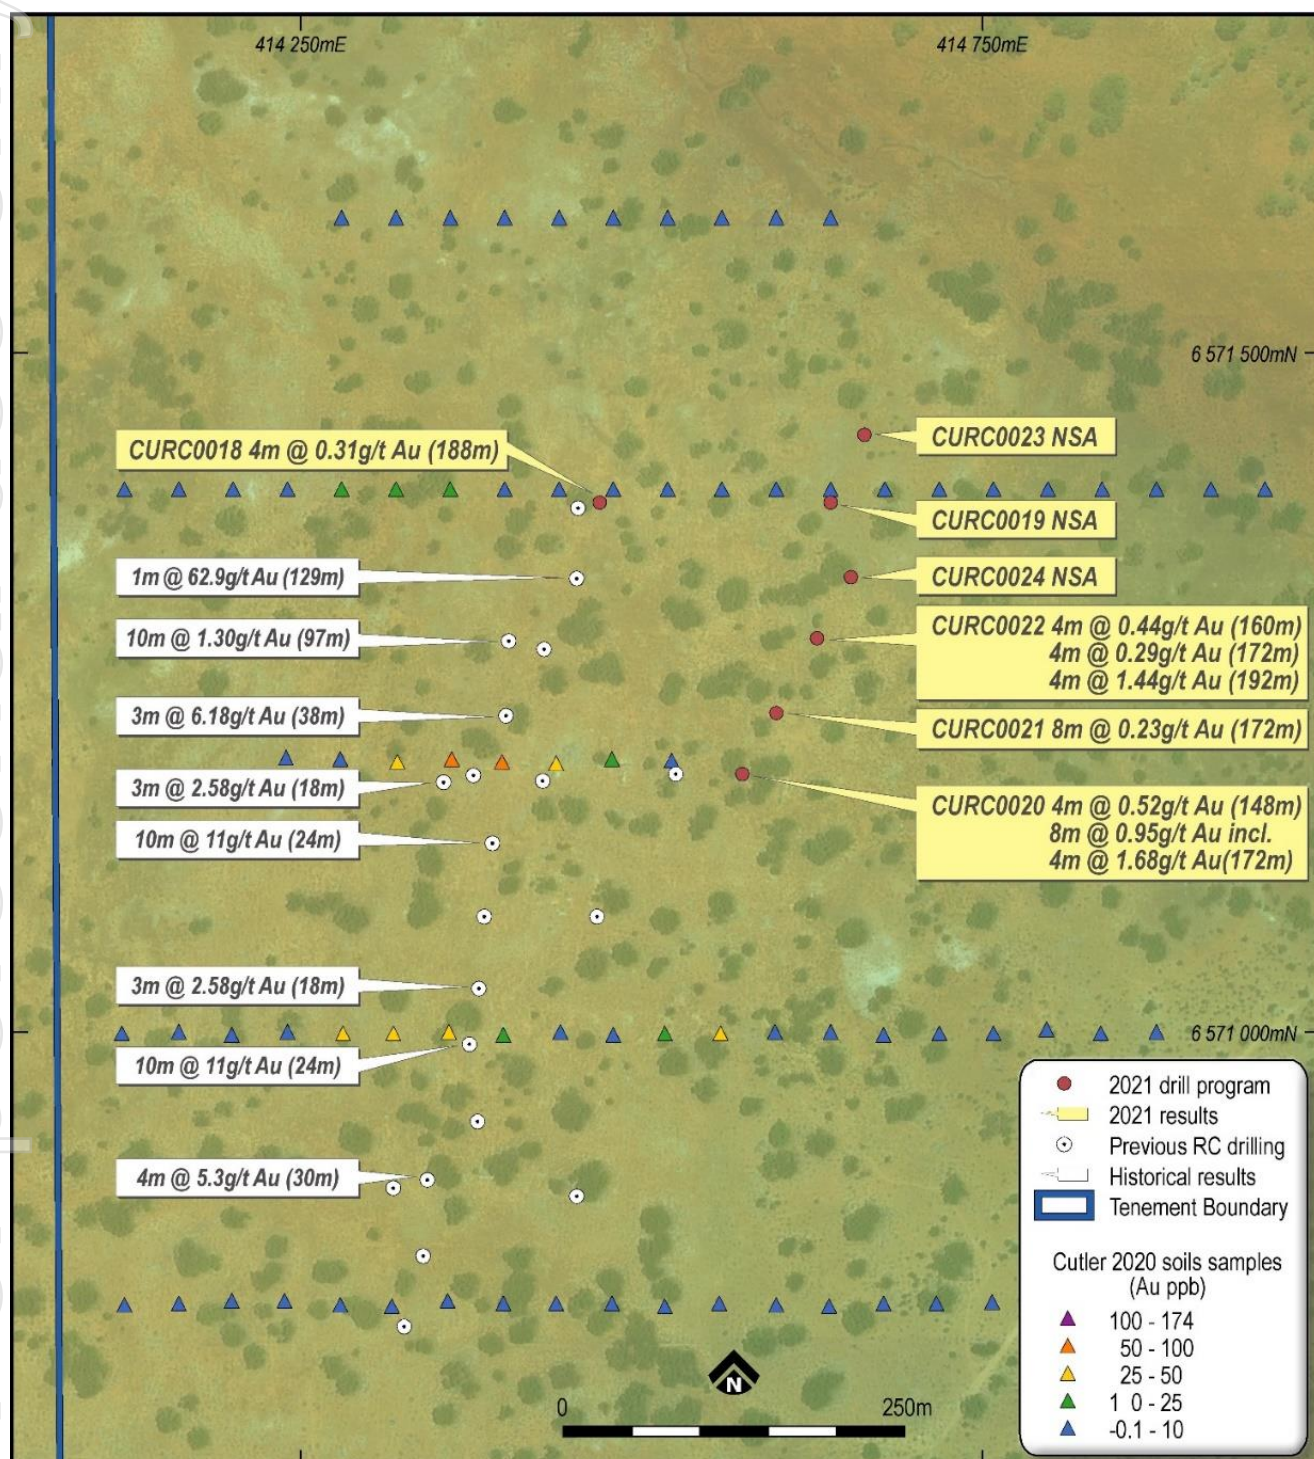 414 250mE
414 750mE
6 571 500mN
CURC0023 NSA
CURC0018 4m @ 0.31g/t Au (188m)
CURC0019 NSA
1m @ 62.9g/t Au (129m)
CURC0024 NSA
10m @ 1.30g/t Au (97m)
CURC0022 4m @ 0.44g/t Au (160m)
4m @ 0.29g/t Au (172m)
4m @ 1.44g/t Au (192m)
3m @ 6.18g/t Au (38m)
CURC0021 8m @ 0.23g/t Au (172m)
3m @ 2.58g/t Au (18m)
10m @ 11g/t Au (24m)
CURC0020 4m @ 0.52g/t Au (148m)
8m @ 0.95g/t Au incl.
4m @ 1.68g/t Au(172m)
3m @ 2.58g/t Au (18m)
6 571 000mN
10m @ 11g/t Au (24m)
4m @ 5.3g/t Au (30m)
2021 drill program
2021 results
Previous RC drilling
Historical results
Tenement Boundary
Cutler 2020 soils samples
(Au ppb)
100 - 174
50 - 100
25 - 50
1 0 - 25
-0.1 - 10
N
0 250m